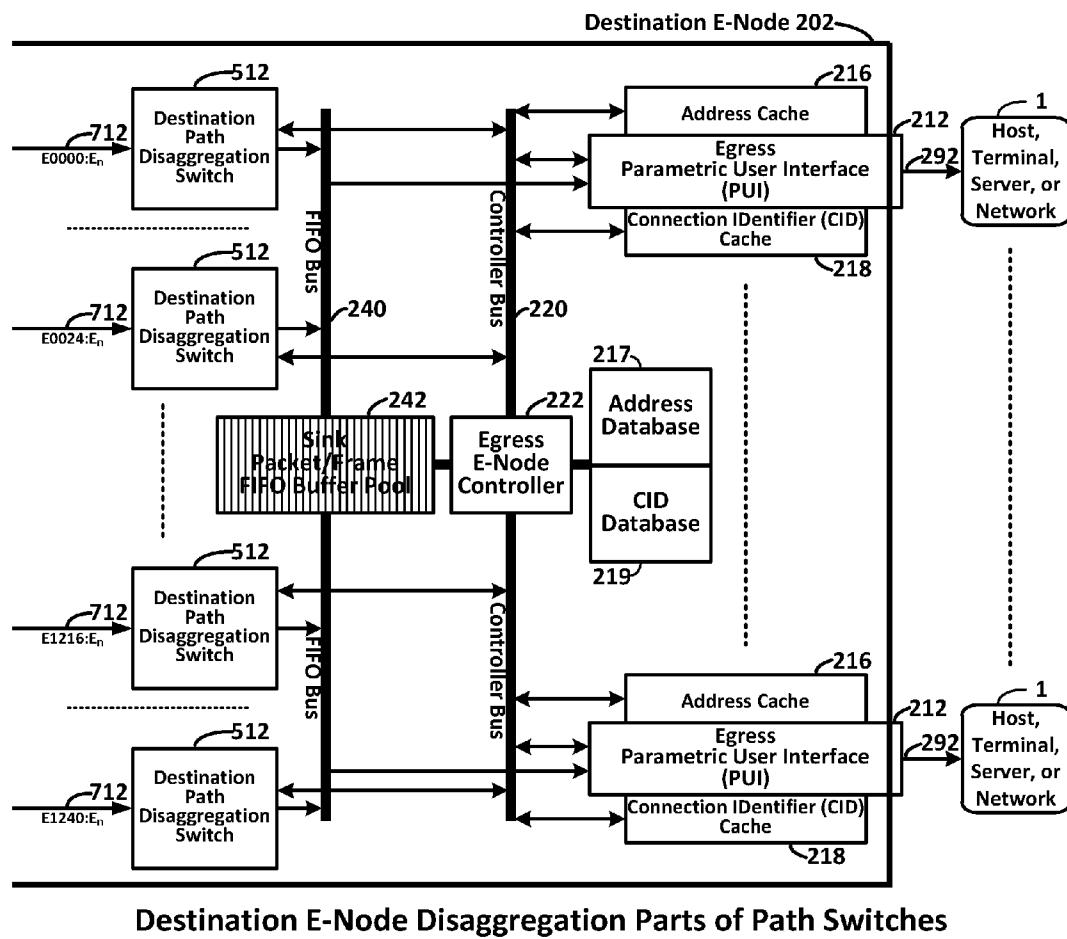 Destination E-Node 202
512
Destination
Path
Disaggregation
Switch
712
E0000:En
216
Address Cache
212
Egress
Parametric User Interface
(PUI)
292
Connection IDentifier (CID)
Cache
218
1
Host,
Terminal,
Server, or
Network
FIFO Bus
Controller Bus
512
Destination
Path
Disaggregation
Switch
712
E0024:En
240
220
242
Sink
Packet/Frame
FIFO Buffer Pool
222
Egress
E-Node
Controller
217
Address
Database
CID
Database
219
512
Destination
Path
Disaggregation
Switch
712
E1216:En
FIFO Bus
Controller Bus
512
Destination
Path
Disaggregation
Switch
712
E1240:En
216
Address Cache
212
Egress
Parametric User Interface
(PUI)
292
Connection IDentifier (CID)
Cache
218
1
Host,
Terminal,
Server, or
Network
Destination E-Node Disaggregation Parts of Path Switches